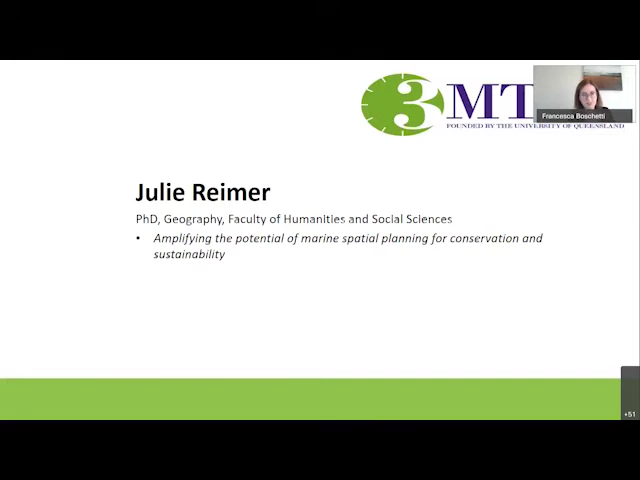 3MT
FOUNDED BY THE UNIVERSITY OF QUEENSLAND
Francesca Boschetti
Julie Reimer
PhD, Geography, Faculty of Humanities and Social Sciences
• Amplifying the potential of marine spatial planning for conservation and
sustainability
+51